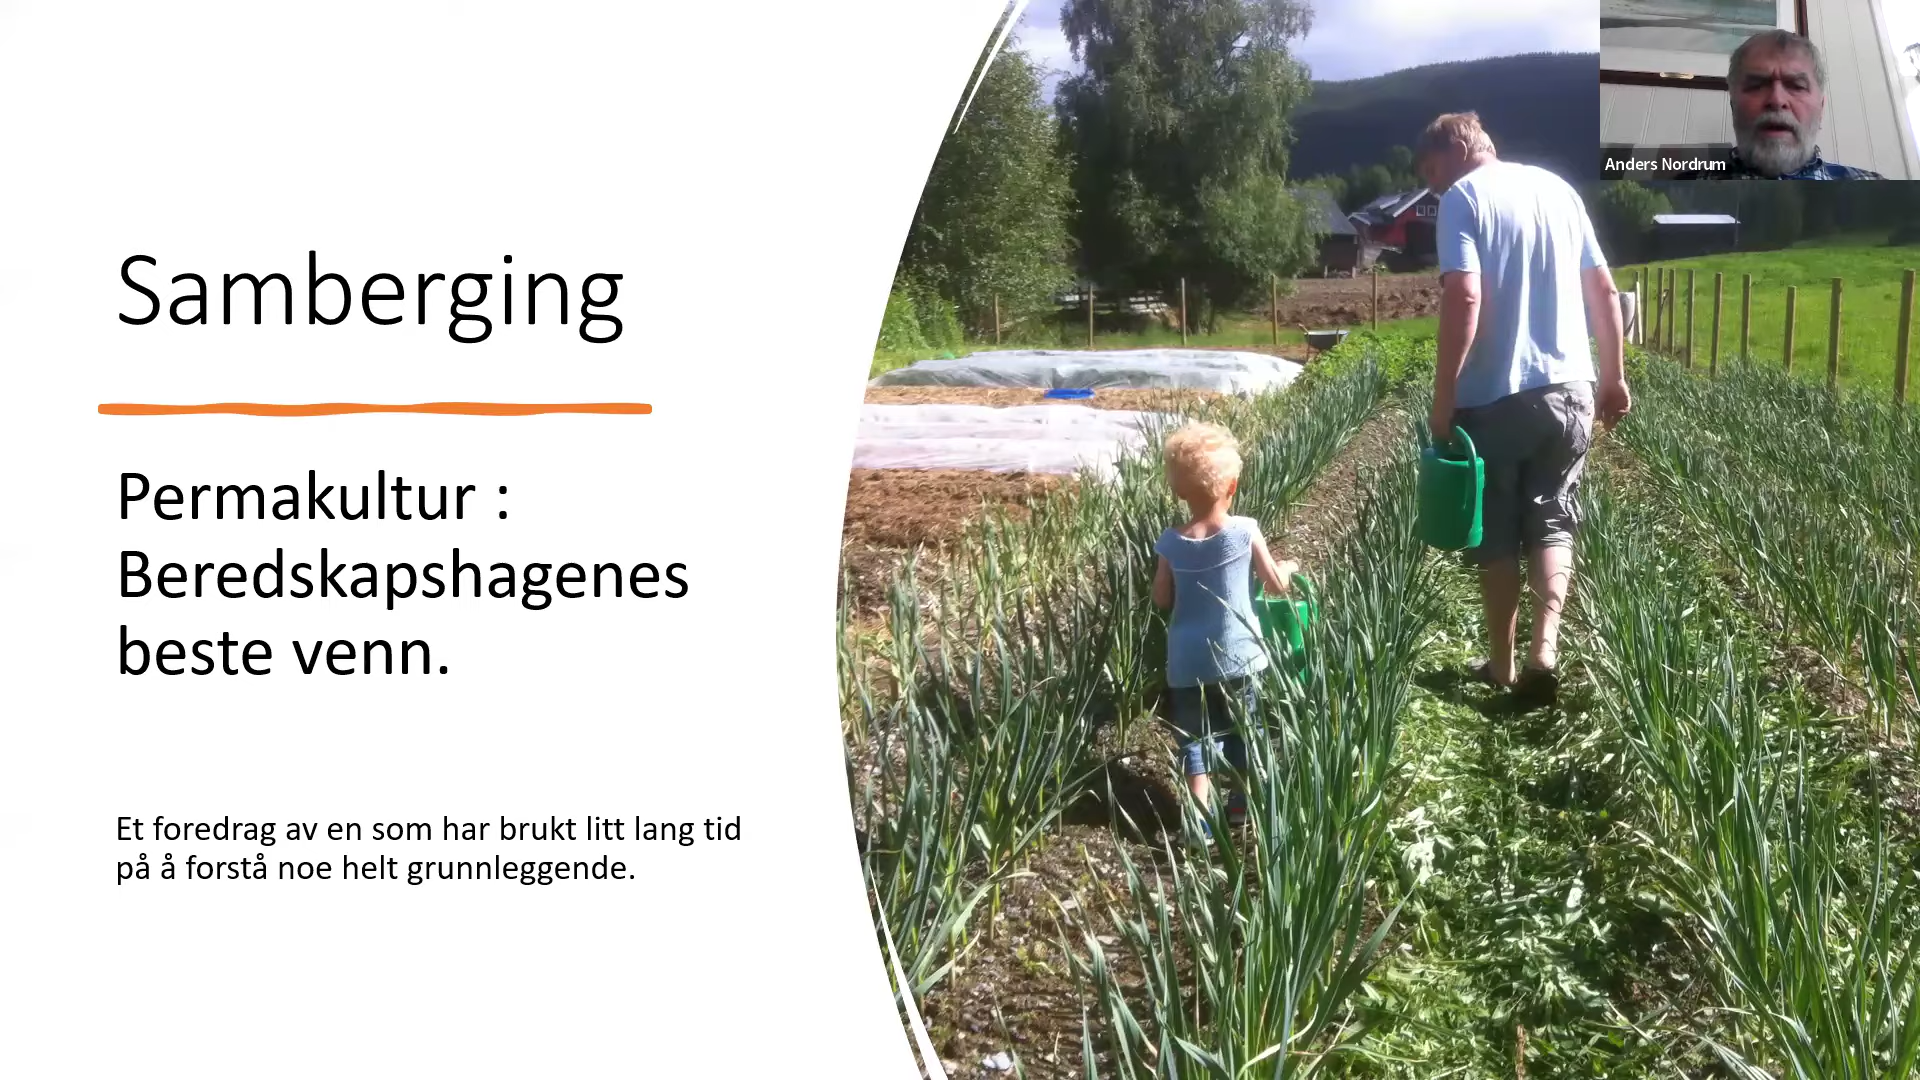 Samberging
Permakultur :
Beredskapshagenes
beste venn.
Et foredrag av en som har brukt litt lang tid
på å forstå noe helt grunnleggende.
Anders Nordrum